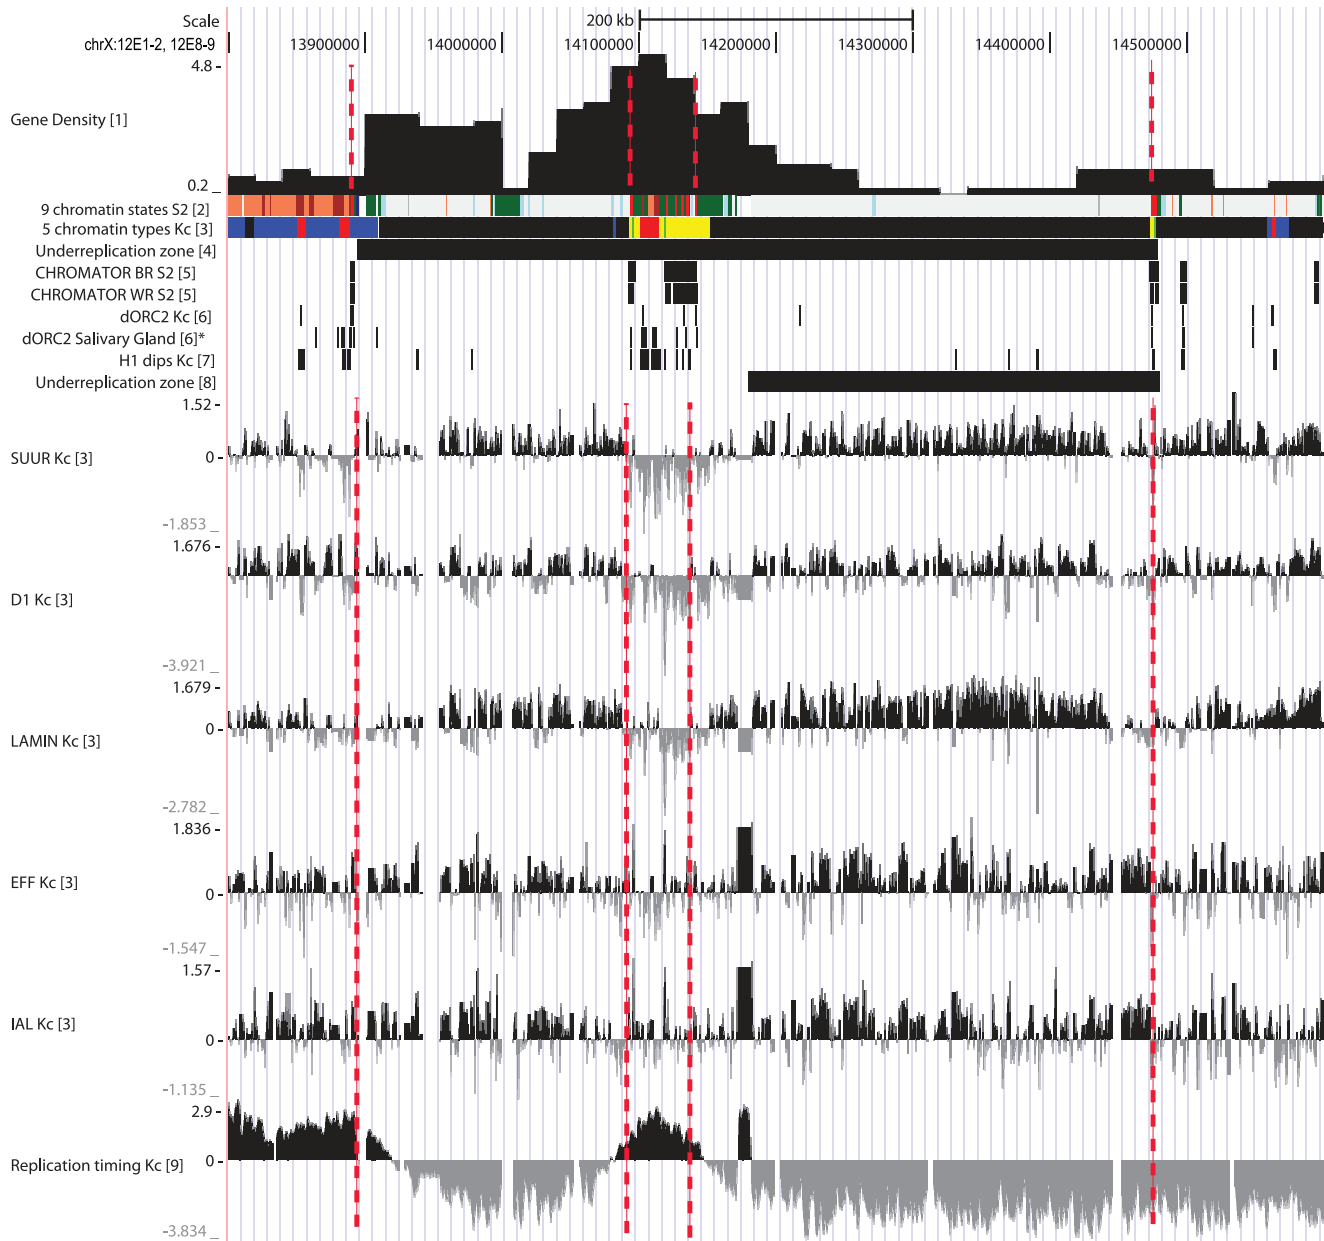 Scale
200 kb
chrX:12E1-2, 12E8-9
13900000
14000000
14100000
14200000
14300000
14400000
14500000
4.8 -
Gene Density [1]
0.2 _
9 chromatin states S2 [2]
5 chromatin types Kc [3]
Underreplication zone [4]
CHROMATOR BR S2 [5]
CHROMATOR WR S2 [5]
dORC2 Kc [6]
dORC2 Salivary Gland [6]*
H1 dips Kc [7]
Underreplication zone [8]
1.52 -
0 -
SUUR Kc [3]
-1.853 _
1.676 -
D1 Kc [3]
-3.921 _
1.679 -
0 -
LAMIN Kc [3]
-2.782 _
1.836 -
EFF Kc [3]
0 -
-1.547 _
1.57 -
IAL Kc [3]
0 -
-1.135 _
2.9 -
0 -
Replication timing Kc [9]
-3.834 _